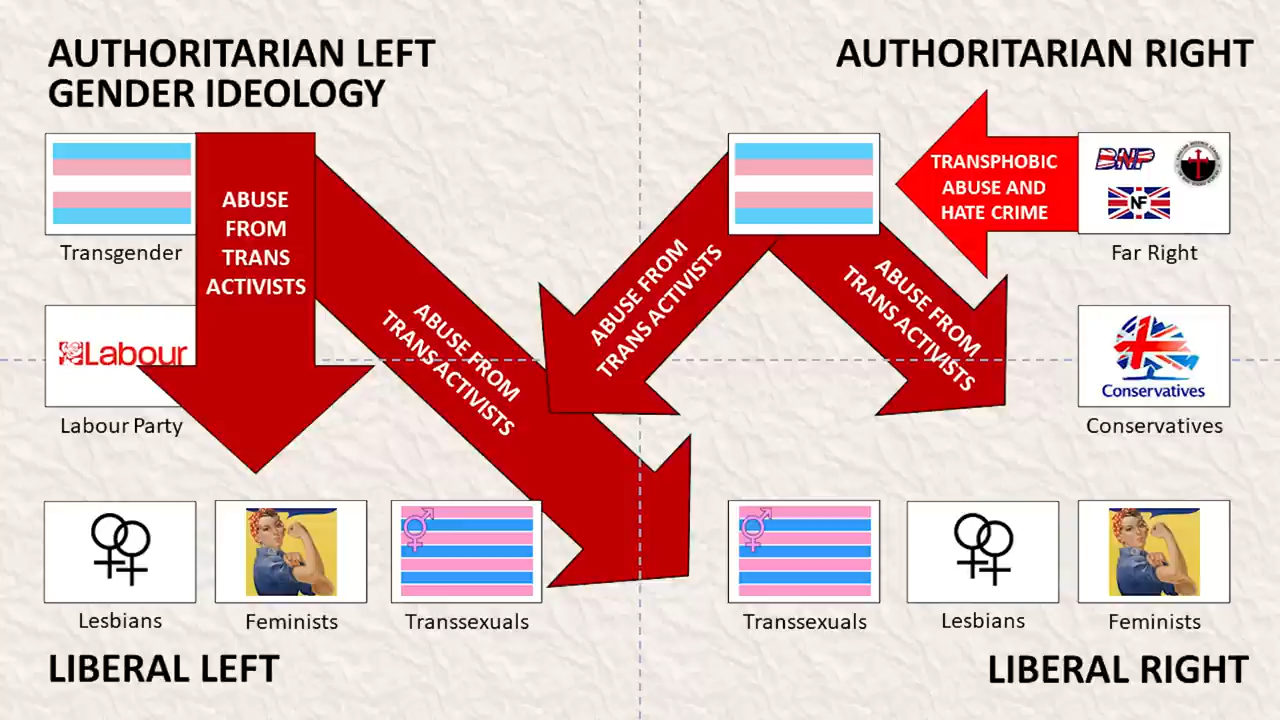 AUTHORITARIAN LEFT
GENDER IDEOLOGY
AUTHORITARIAN RIGHT
Transgender
ABUSE
FROM
TRANS
ACTIVISTS
ABUSE FROM
TRANS ACTIVISTS
ABUSE FROM
TRANS ACTIVISTS
ABUSE FROM
TRANS ACTIVISTS
TRANSPHOBIC
ABUSE AND
HATE CRIME
BNP
NF
Far Right
Labour
Labour Party
Conservatives
Conservatives
Lesbians
Feminists
Transsexuals
Transsexuals
Lesbians
Feminists
LIBERAL LEFT
LIBERAL RIGHT